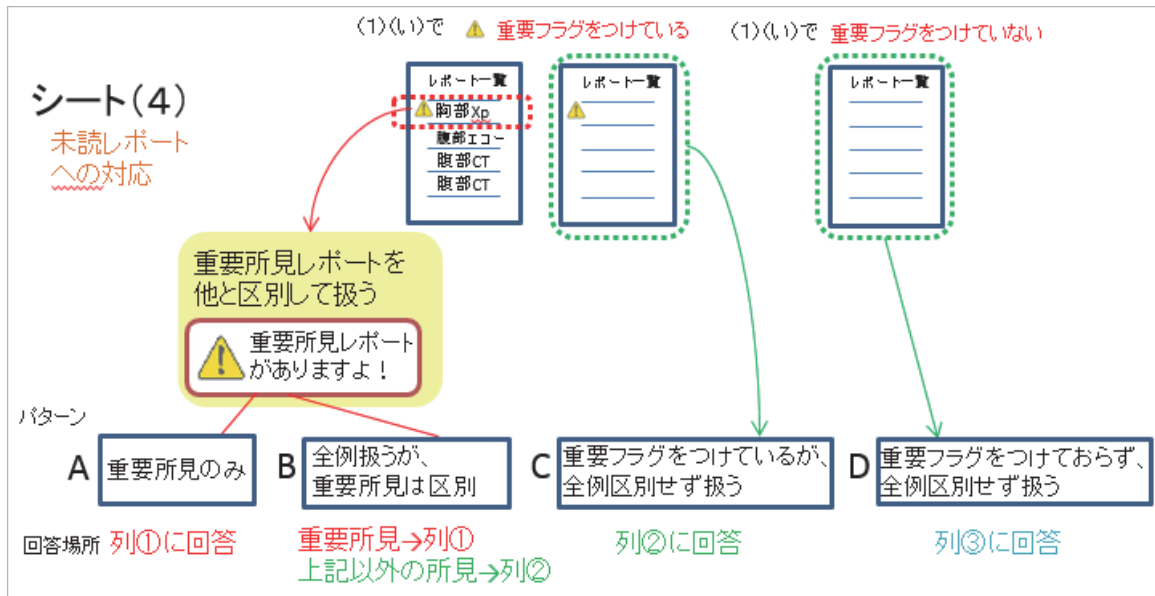 (1)(い)で 重要フラグをつけている
(1)(い)で 重要フラグをつけていない
シート(4)
未読レポート
への対応
レポート一覧
胸部Xp
腹部エコー
腹部CT
腹部CT
レポート一覧
レポート一覧
重要所見レポートを
他と区別して扱う
重要所見レポート
がありますよ！
パターン
A 重要所見のみ
B 全例扱うが、
重要所見は区別
C 重要フラグをつけているが、
全例区別せず扱う
D 重要フラグをつけておらず、
全例区別せず扱う
回答場所 列①に回答
重要所見→列①
上記以外の所見→列②
列②に回答
列③に回答